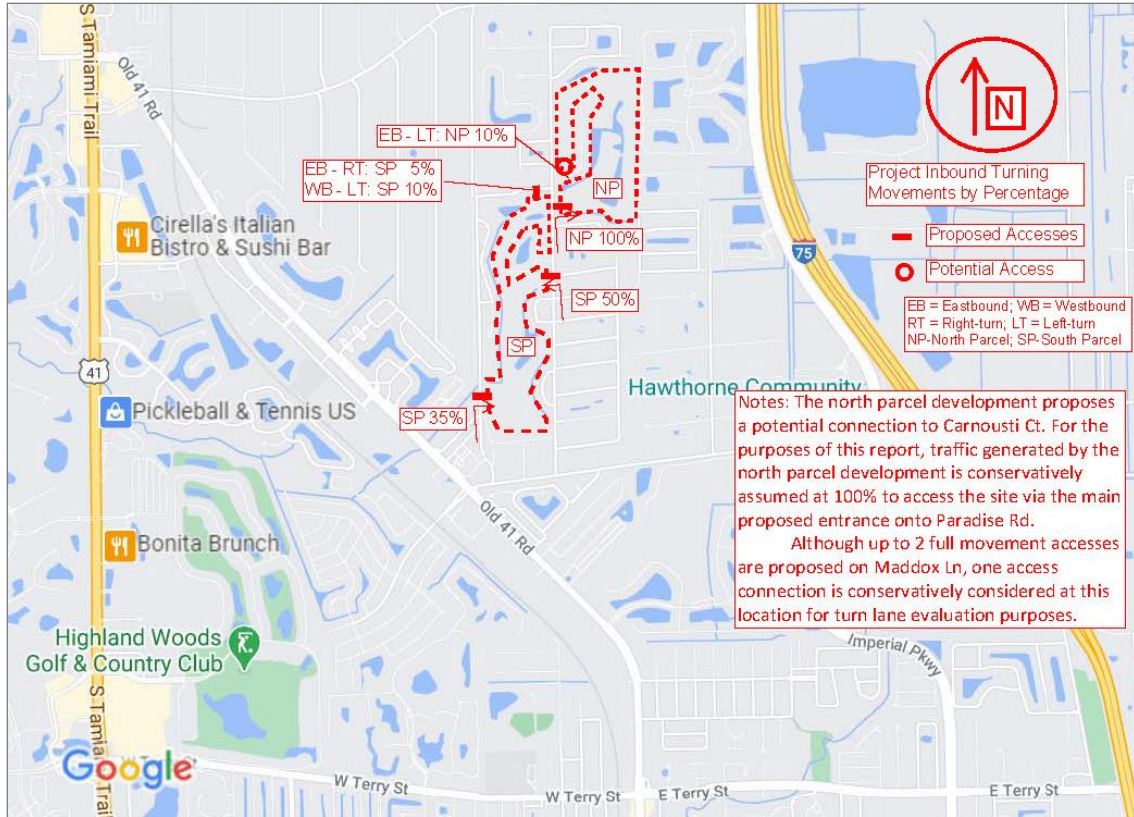 S Tamiami Trail
Old 41 Rd
N
EB - LT: NP 10%
EB - RT: SP 5%
WB - LT: SP 10%
NP
Project Inbound Turning
Movements by Percentage
Cirella's Italian
Bistro & Sushi Bar
NP 100%
Proposed Accesses
75
Potential Access
SP 50%
EB = Eastbound; WB = Westbound
RT = Right-turn; LT = Left-turn
NP-North Parcel; SP-South Parcel
SP
41
Hawthorne Community
Pickleball & Tennis US
SP 35%
Notes: The north parcel development proposes
a potential connection to Carnousti Ct. For the
purposes of this report, traffic generated by the
north parcel development is conservatively
assumed at 100% to access the site via the main
proposed entrance onto Paradise Rd.
Although up to 2 full movement accesses
are proposed on Maddox Ln, one access
connection is conservatively considered at this
location for turn lane evaluation purposes.
Old 41 Rd
Bonita Brunch
Highland Woods
Golf & Country Club
Imperial Pkwy
S Tamiami Trail
Google
W Terry St
W Terry St
E Terry St
E Terry St